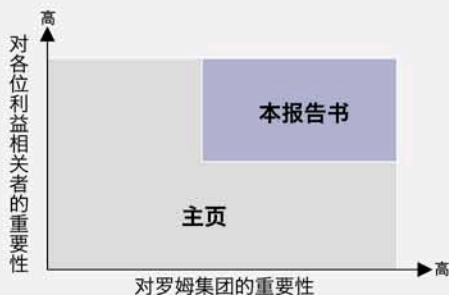 高
对各位利益相关者的重要性
本报告书
主页
高
对罗姆集团的重要性